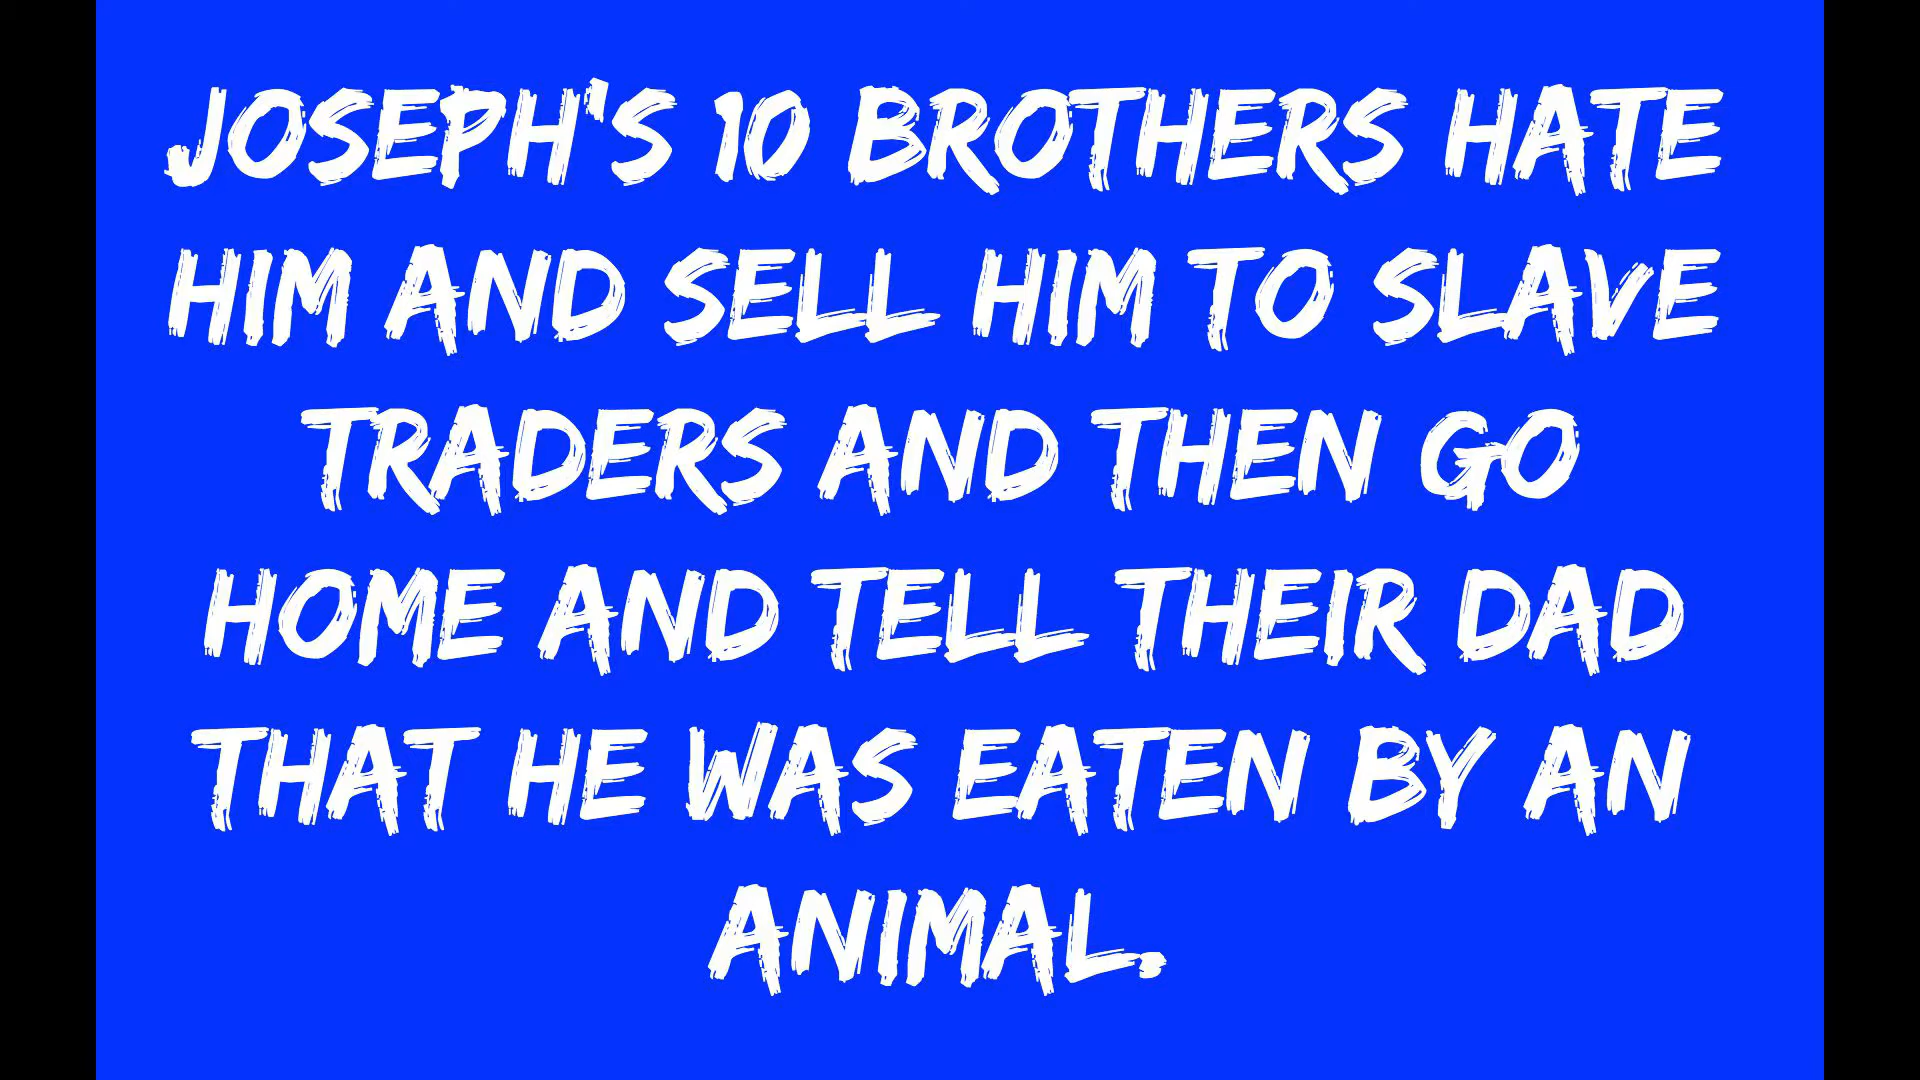 JOSEPH'S 10 BROTHERS HATE
HIM AND SELL HIM TO SLAVE
TRADERS AND THEN GO
HOME AND TELL THEIR DAD
THAT HE WAS EATEN BY AN
ANIMAL.